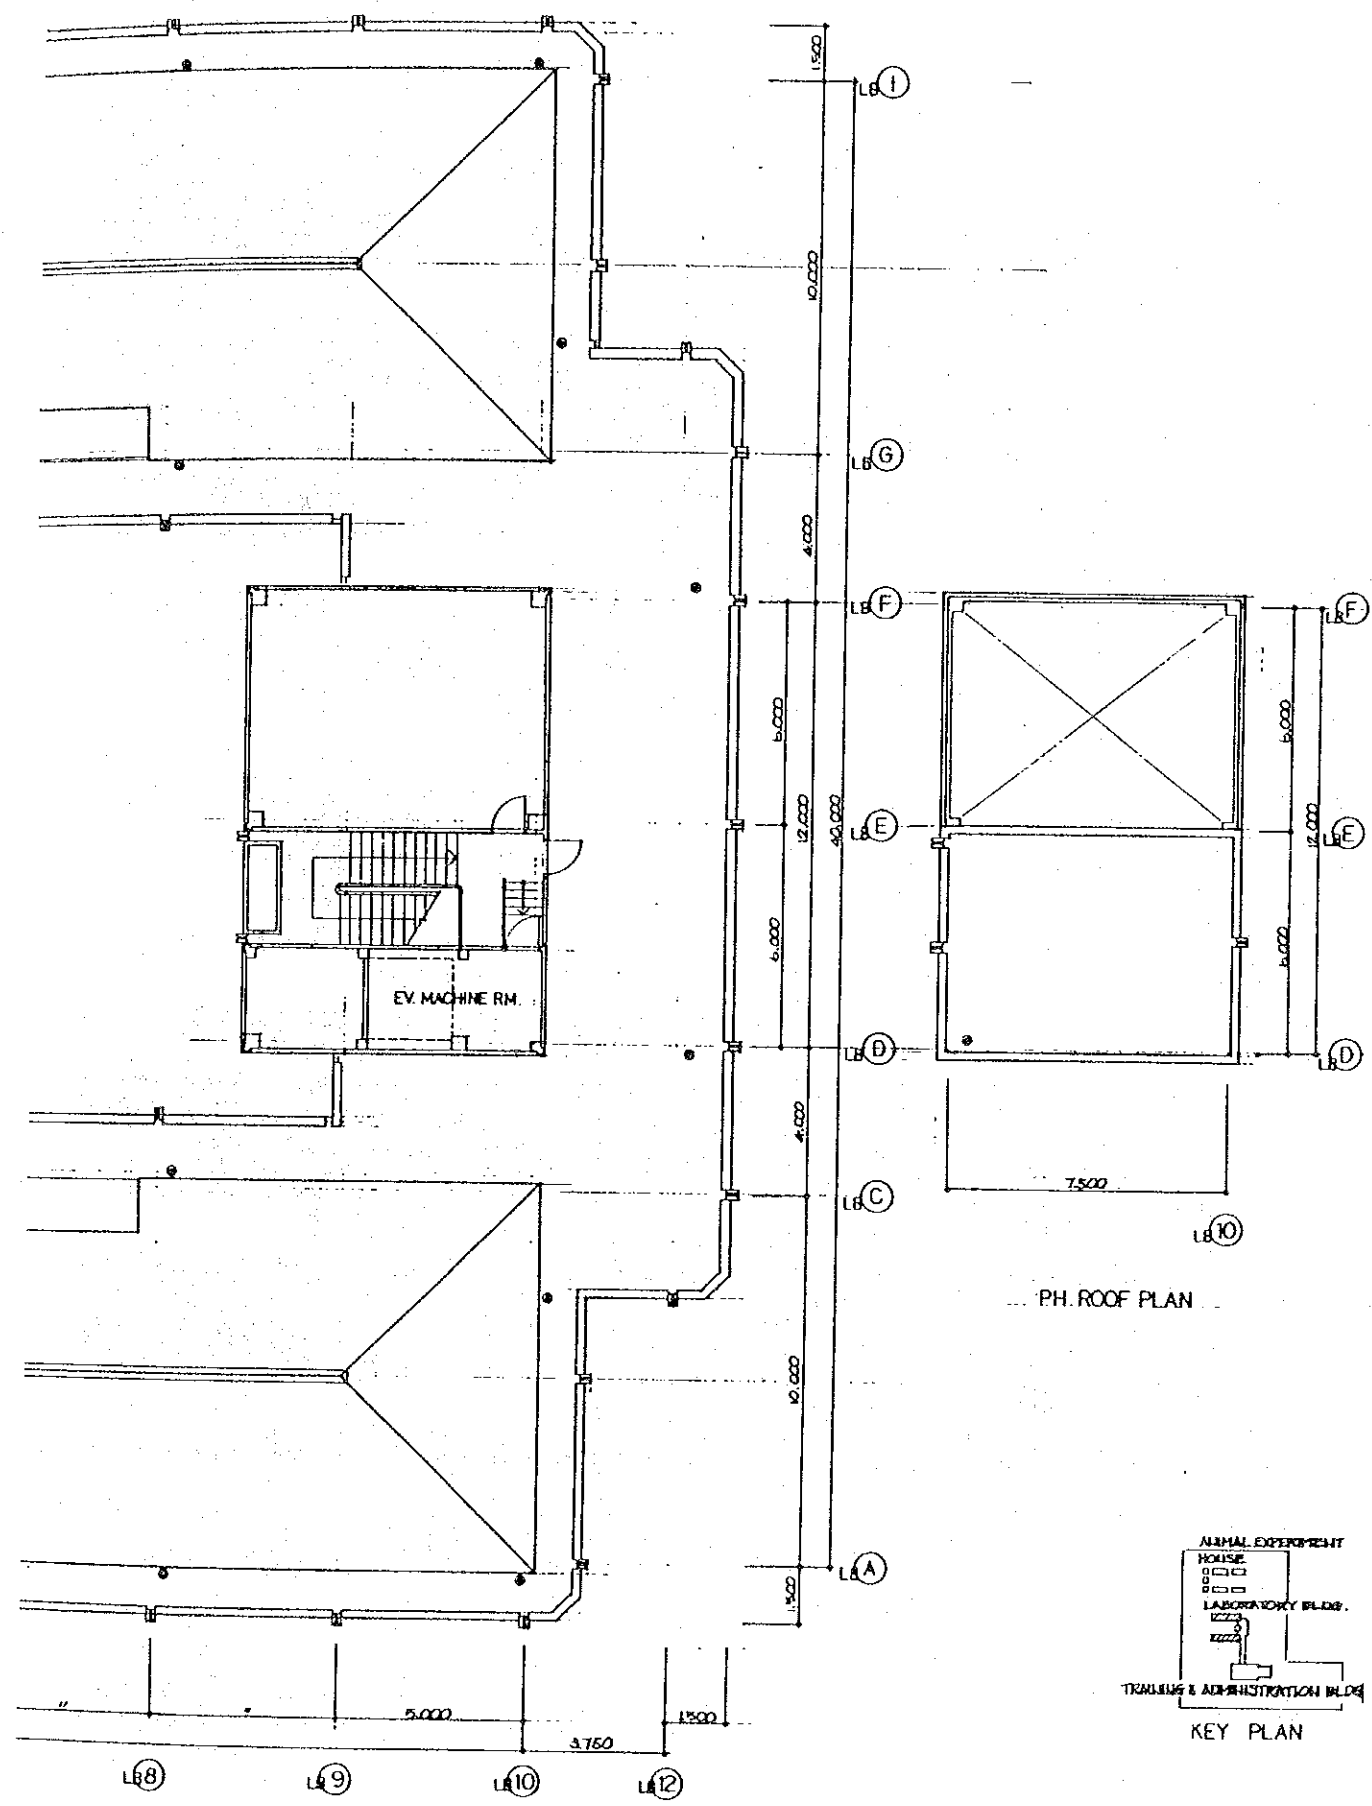 1.500
LB I
10.000
LB G
4.000
LB F
LB F
6.000
6.000
12.000
40.000
LB E
12.000
LB E
6.000
6.000
EV. MACHINE RM.
LB D
LB D
4.000
7.500
LB C
LB 10
PH. ROOF PLAN
10.000
LB A
1.500
ANIMAL EXPERIMENT
HOUSE
LABORATORY BLDG.
TRAINING & ADMINISTRATION BLDG
KEY PLAN
" " 5.000 1.500
3.750
LB 8 LB 9 LB 10 LB 12